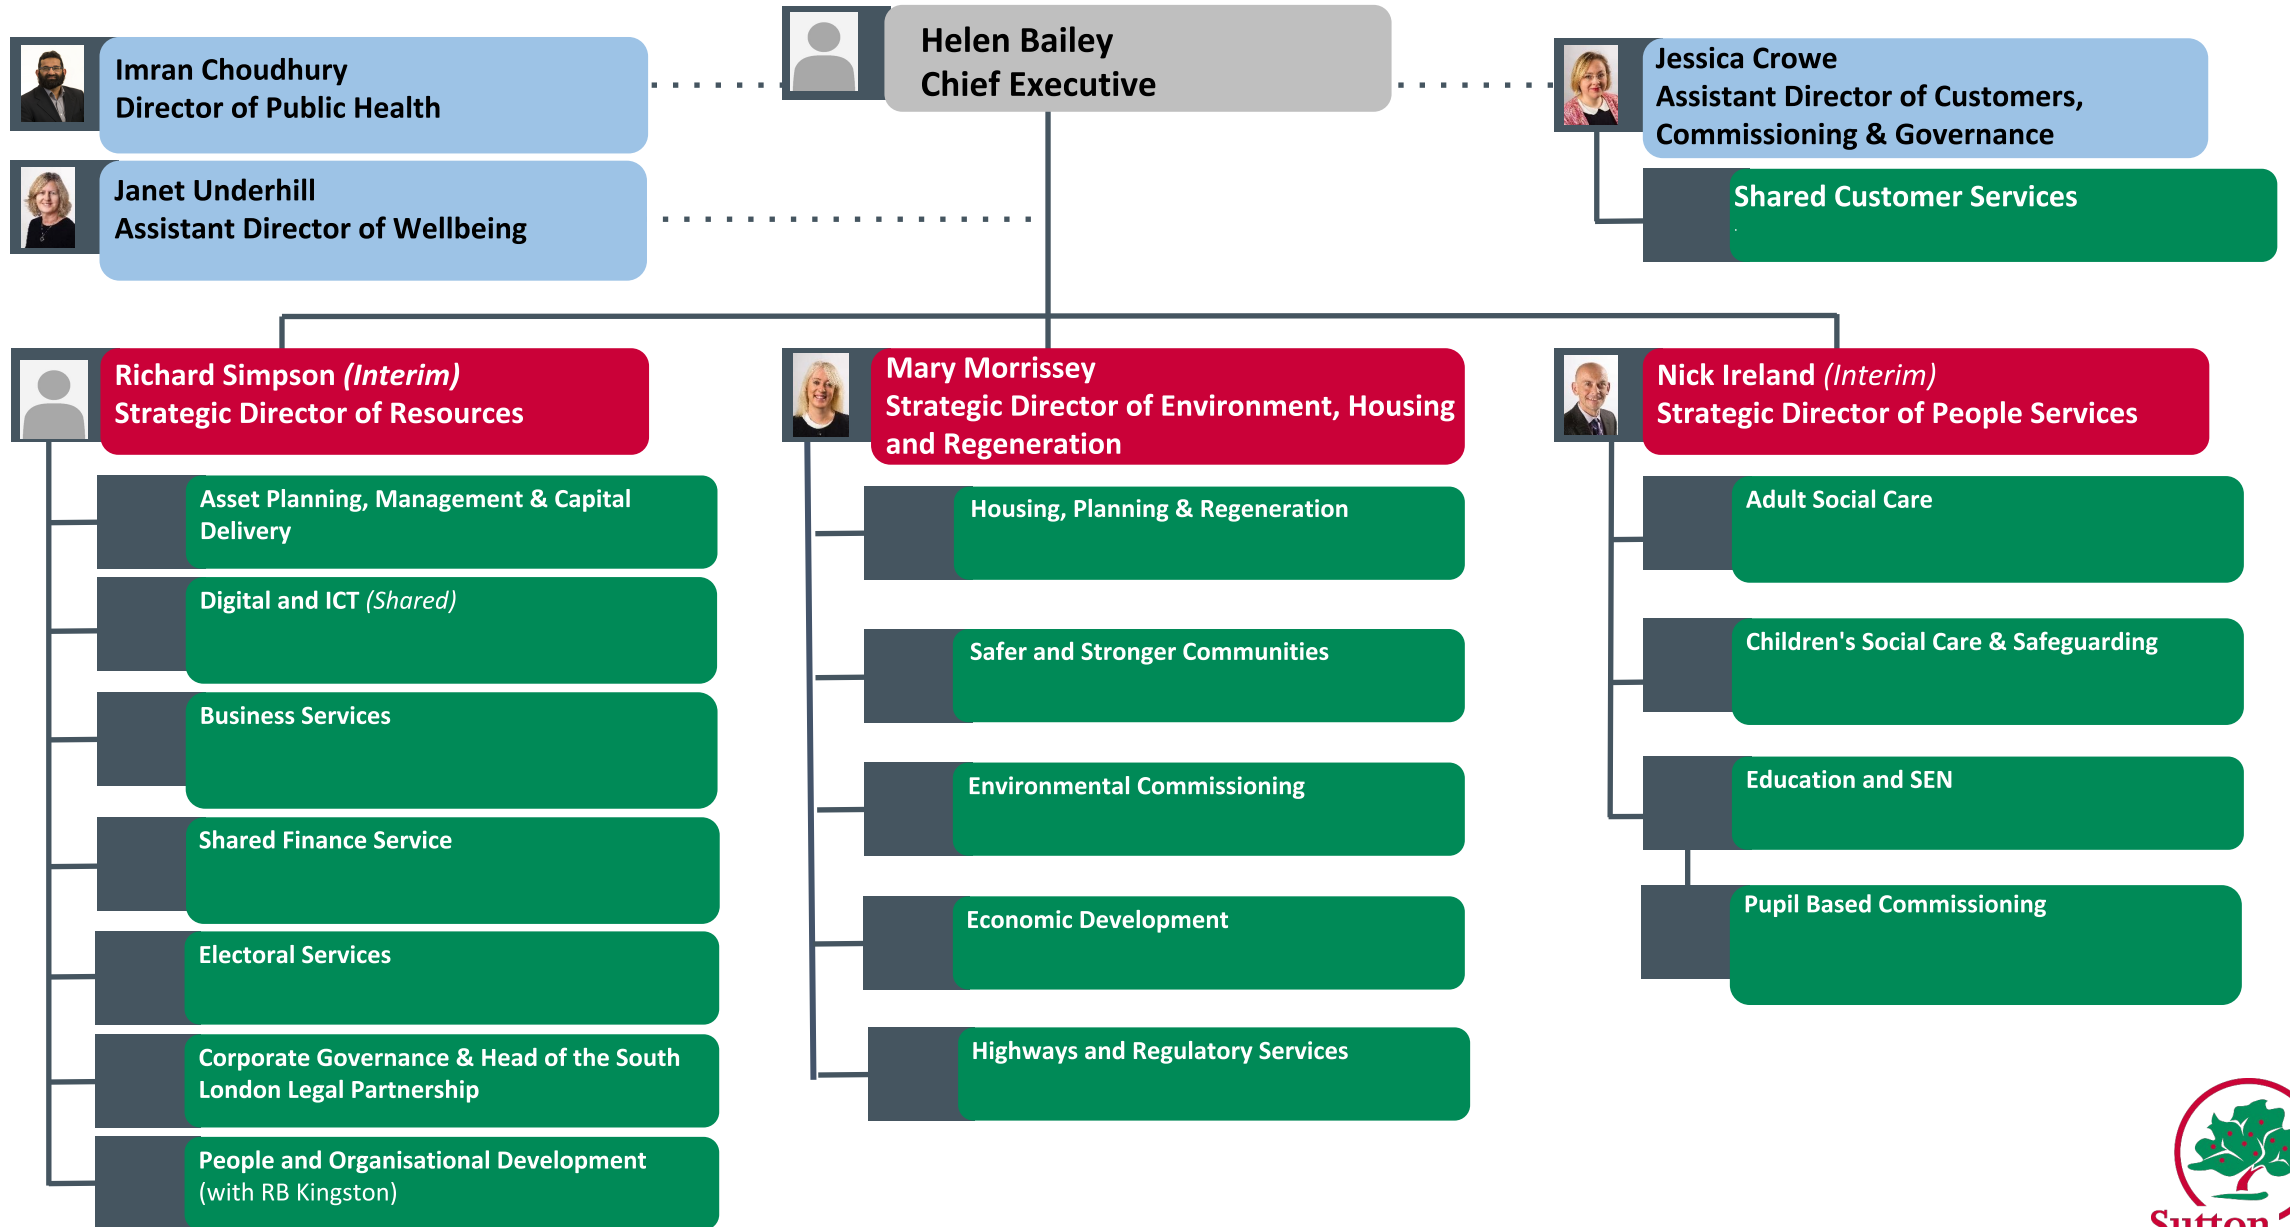 Helen Bailey
Chief Executive
Imran Choudhury
Director of Public Health
Janet Underhill
Assistant Director of Wellbeing
Jessica Crowe
Assistant Director of Customers,
Commissioning & Governance
Shared Customer Services
.
Richard Simpson (Interim)
Strategic Director of Resources
Asset Planning, Management & Capital
Delivery
Digital and ICT (Shared)
Business Services
Shared Finance Service
Electoral Services
Corporate Governance & Head of the South
London Legal Partnership
People and Organisational Development
(with RB Kingston)
Mary Morrissey
Strategic Director of Environment, Housing
and Regeneration
Housing, Planning & Regeneration
Safer and Stronger Communities
Environmental Commissioning
Economic Development
Highways and Regulatory Services
Nick Ireland (Interim)
Strategic Director of People Services
Adult Social Care
Children's Social Care & Safeguarding
Education and SEN
Pupil Based Commissioning
Sutton